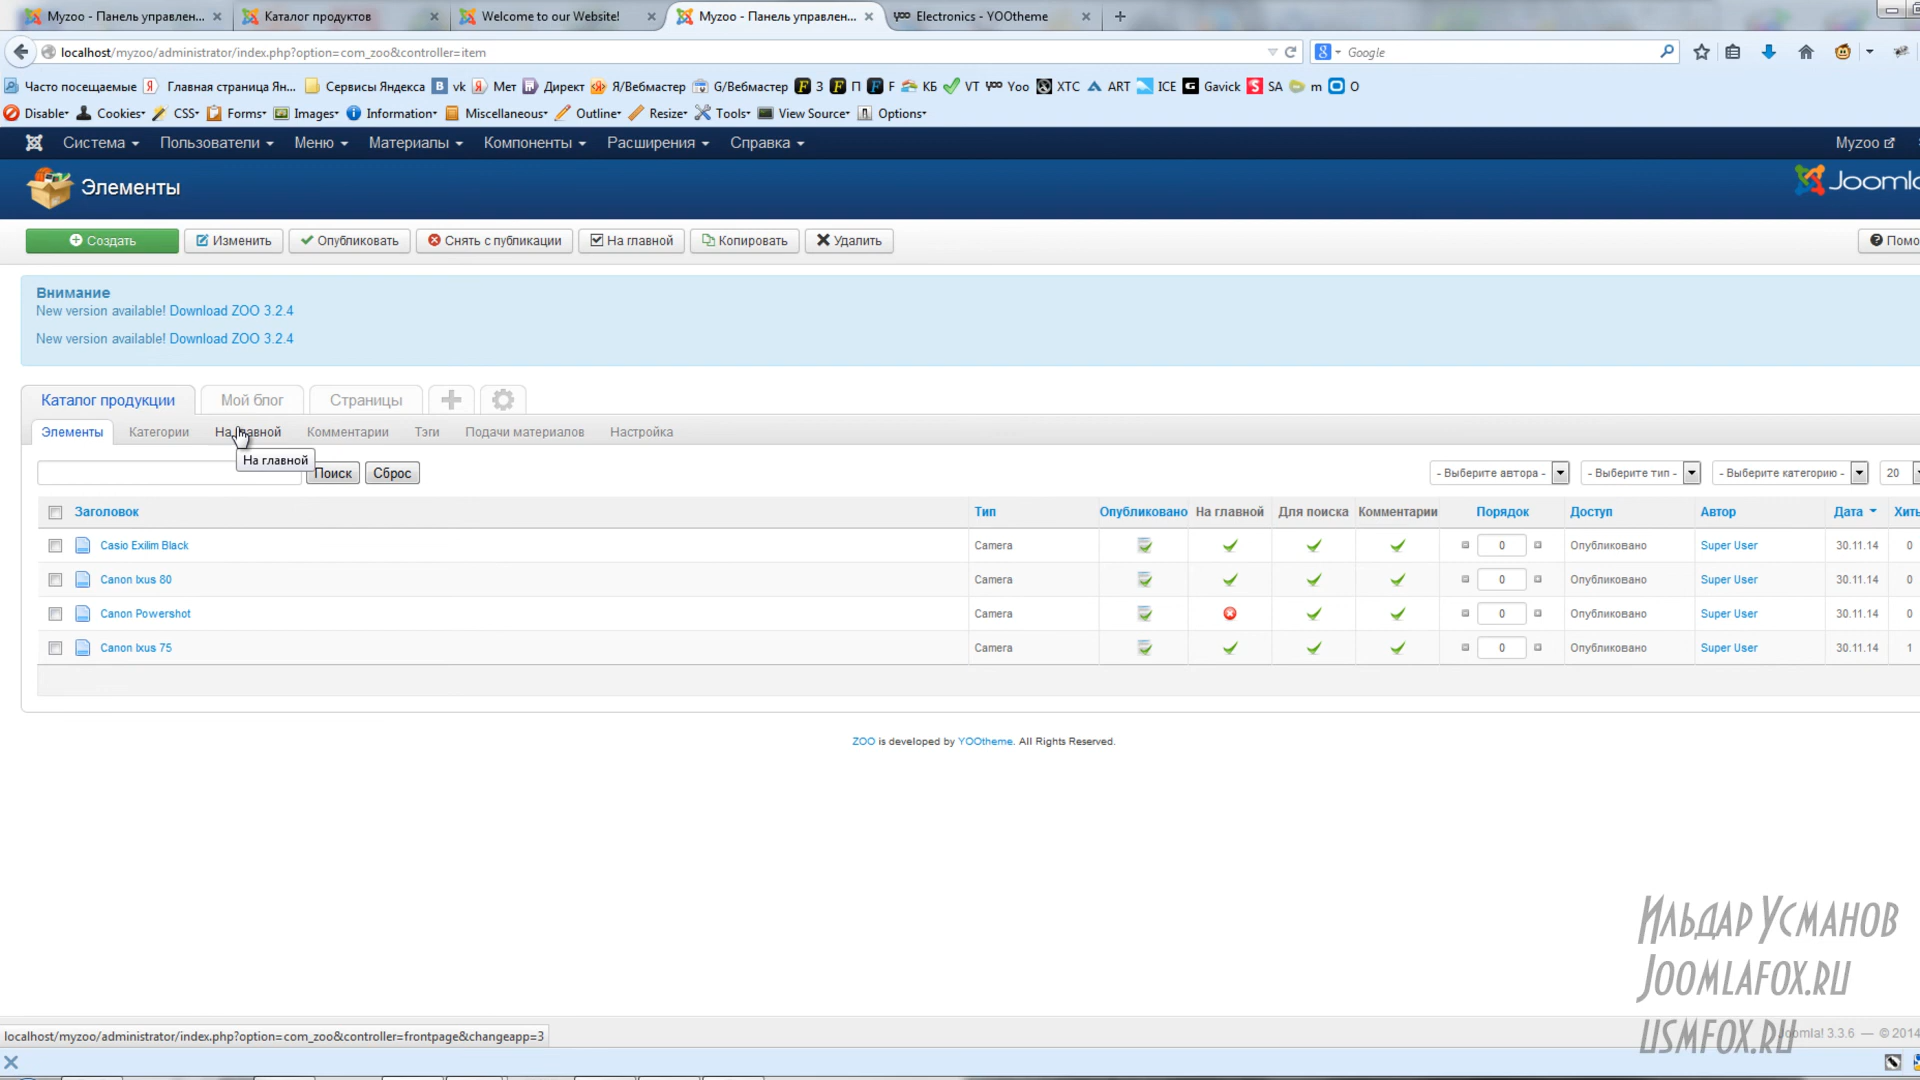 Myzoo - Панель управлен...
Каталог продуктов
Welcome to our Website!
Myzoo - Панель управлен...
Electronics - YOOtheme
localhost/myzoo/administrator/index.php?option=com_zoo&controller=item
Google
Часто посещаемые Главная страница Ян... Сервисы Яндекса vk Мет Директ Я/Вебмастер G/Вебмастер З П F КБ VT Yoo XTC ART ICE Gavick SA m O
Disable Cookies CSS Forms Images Information Miscellaneous Outline Resize Tools View Source Options
Система Пользователи Меню Материалы Компоненты Расширения Справка Myzoo
Элементы
Создать Изменить Опубликовать Снять с публикации На главной Копировать Удалить
Внимание
New version available! Download ZOO 3.2.4
New version available! Download ZOO 3.2.4
Каталог продукции Мой блог Страницы
Элементы Категории На главной Комментарии Тэги Подачи материалов Настройка
На главной
Поиск Сброс - Выберите автора - - Выберите тип - - Выберите категорию - 20
Заголовок Тип Опубликовано На главной Для поиска Комментарии Порядок Доступ Автор Дата
Casio Exilim Black Camera 0 Опубликовано Super User 30.11.14 0
Canon Ixus 80 Camera 0 Опубликовано Super User 30.11.14 0
Canon Powershot Camera 0 Опубликовано Super User 30.11.14 0
Canon Ixus 75 Camera 0 Опубликовано Super User 30.11.14 1
ZOO is developed by YOOtheme. All Rights Reserved.
Ильдар Усманов
Joomlafox.ru
usmfox.ru
localhost/myzoo/administrator/index.php?option=com_zoo&controller=frontpage&changeapp=3
Joomla! 3.3.6 — © 2014